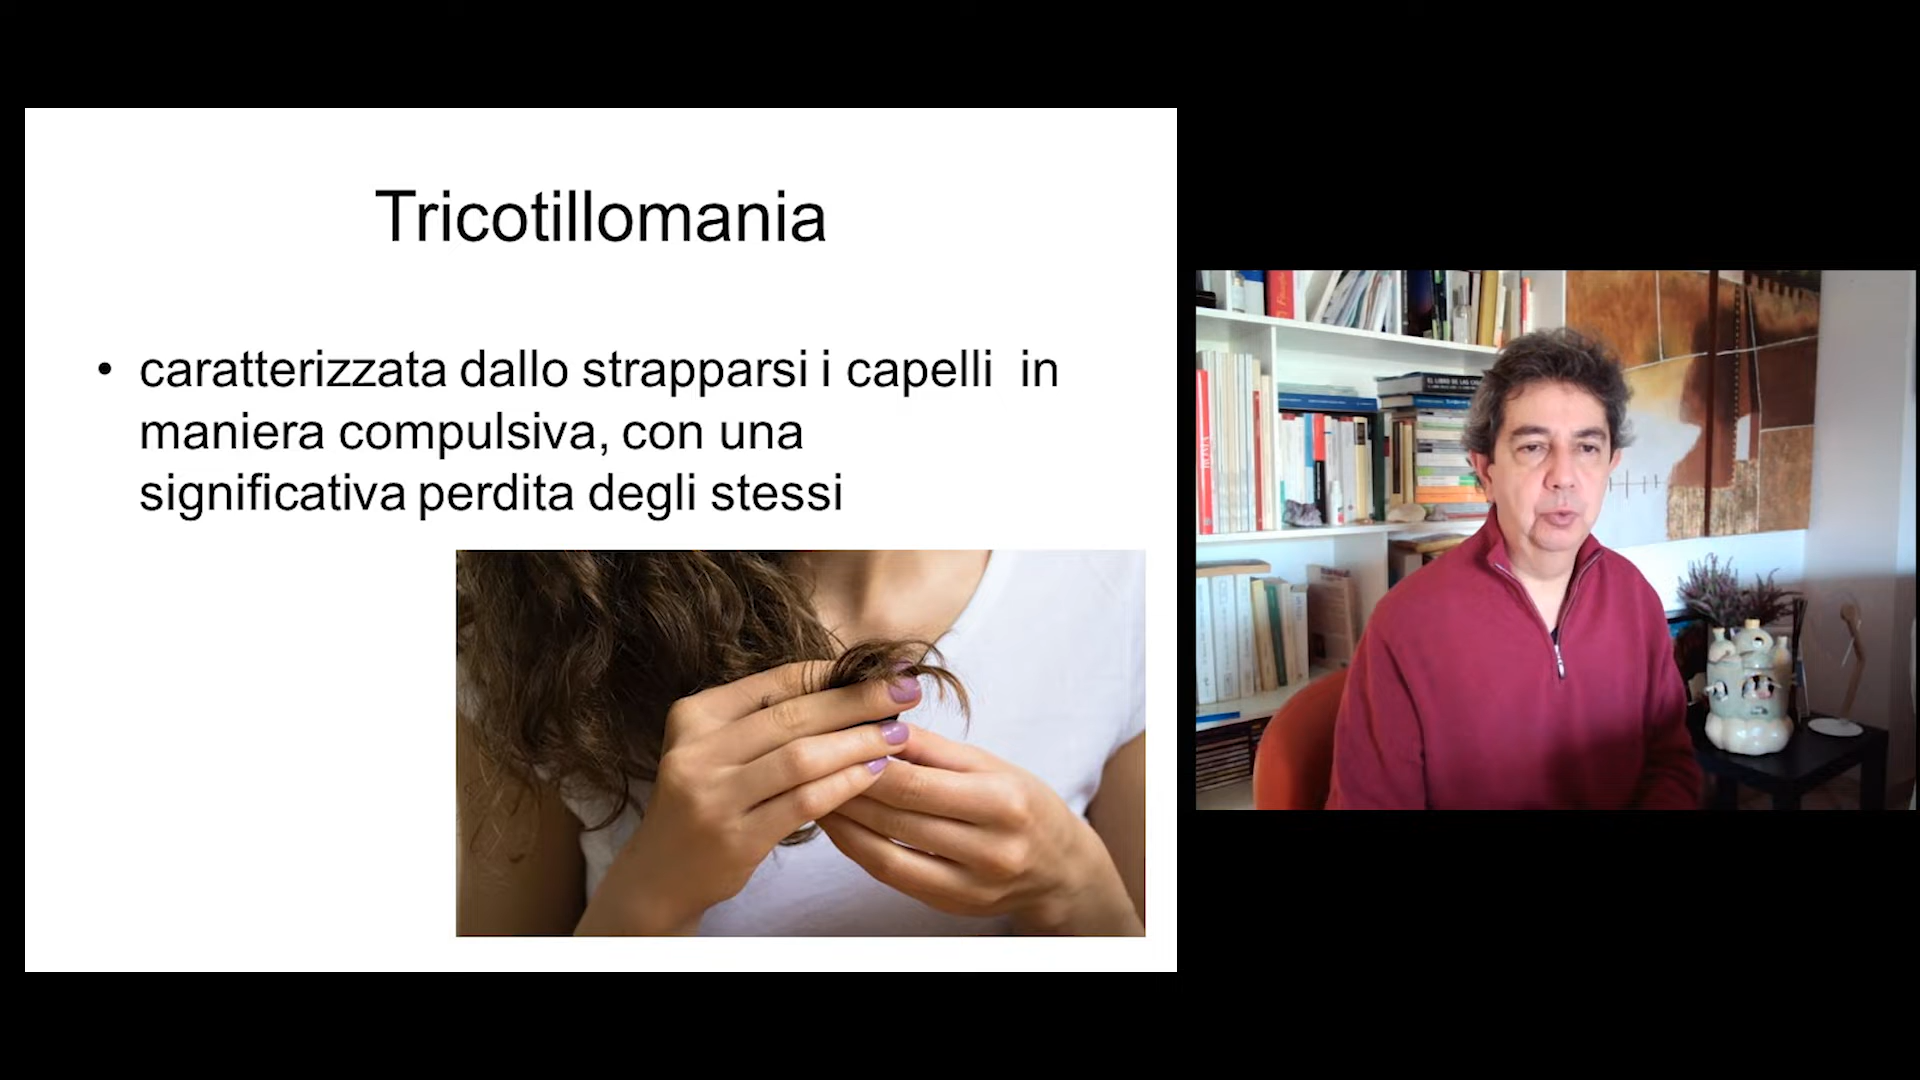 Tricotillomania
• caratterizzata dallo strapparsi i capelli  in
maniera compulsiva, con una
significativa perdita degli stessi